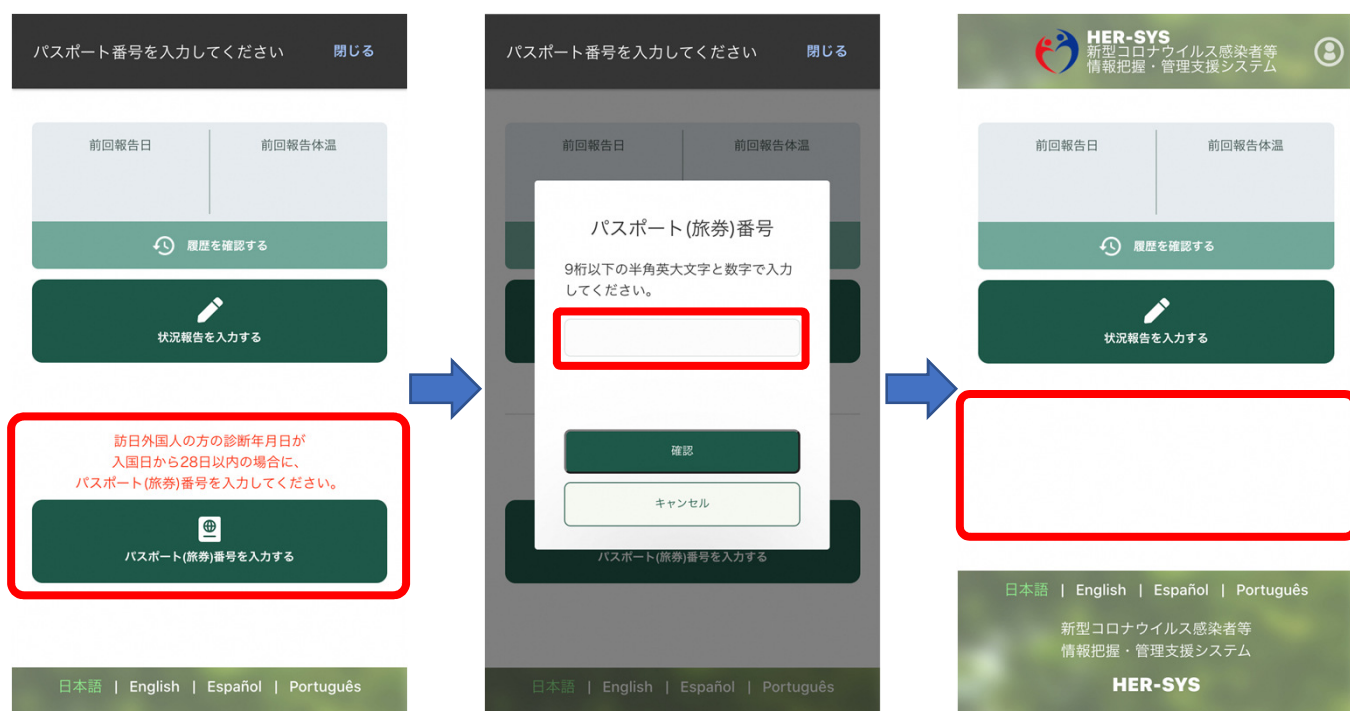 パスポート番号を入力してください 閉じる
前回報告日 前回報告体温
履歴を確認する
状況報告を入力する
訪日外国人の方の診断年月日が
入国日から28日以内の場合に、
パスポート(旅券)番号を入力してください。
パスポート(旅券)番号を入力する
日本語 | English | Español | Português
パスポート番号を入力してください 閉じる
前回報告日 前回報告体温
パスポート(旅券)番号
9桁以下の半角英大文字と数字で入力
してください。
確認
キャンセル
パスポート(旅券)番号を入力する
日本語 | English | Español | Português
HER-SYS
新型コロナウイルス感染者等
情報把握・管理支援システム
前回報告日 前回報告体温
履歴を確認する
状況報告を入力する
日本語 | English | Español | Português
新型コロナウイルス感染者等
情報把握・管理支援システム
HER-SYS